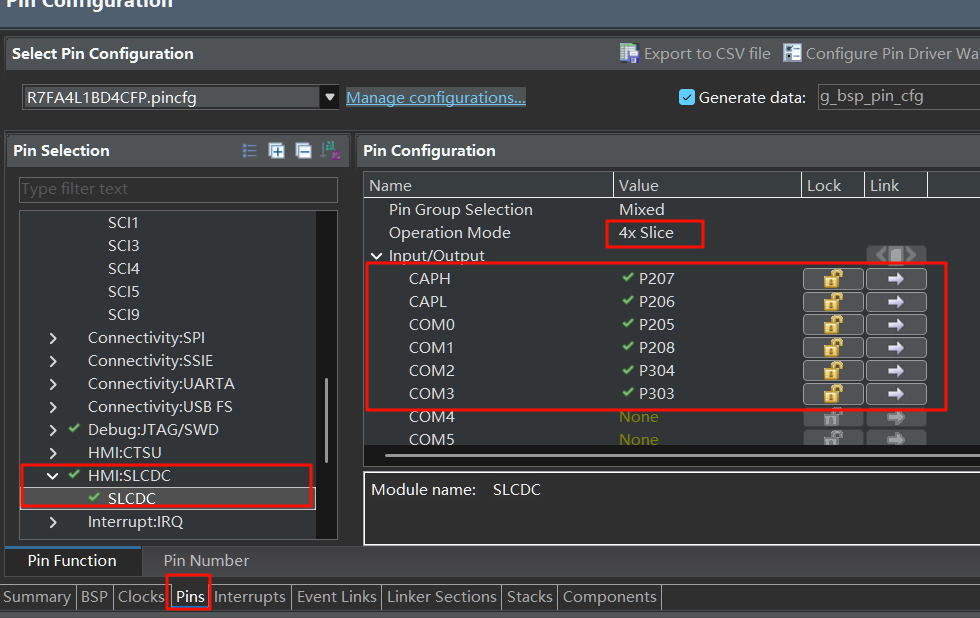 Pin Configuration
Select Pin Configuration
Export to CSV file
Configure Pin Driver Wa
R7FA4L1BD4CFP.pincfg
Manage configurations...
Generate data:
g_bsp_pin_cfg
Pin Selection
Type filter text
SCI1
SCI3
SCI4
SCI5
SCI9
Connectivity:SPI
Connectivity:SSIE
Connectivity:UARTA
Connectivity:USB FS
Debug:JTAG/SWD
HMI:CTSU
HMI:SLCDC
SLCDC
Interrupt:IRQ
Pin Configuration
Name Value Lock Link
Pin Group Selection Mixed
Operation Mode 4x Slice
Input/Output
CAPH P207
CAPL P206
COM0 P205
COM1 P208
COM2 P304
COM3 P303
COM4 None
COM5 None
Module name: SLCDC
Pin Function Pin Number
Summary BSP Clocks Pins Interrupts Event Links Linker Sections Stacks Components